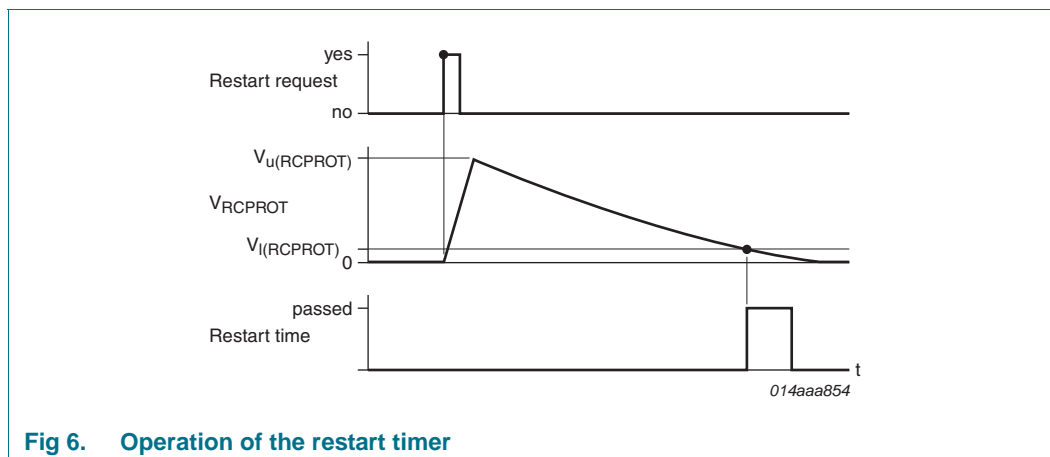 yes
Restart request
no
Vu(RCPROT)
VRCPROT
Vl(RCPROT)
0
passed
Restart time
t
014aaa854
Fig 6. Operation of the restart timer